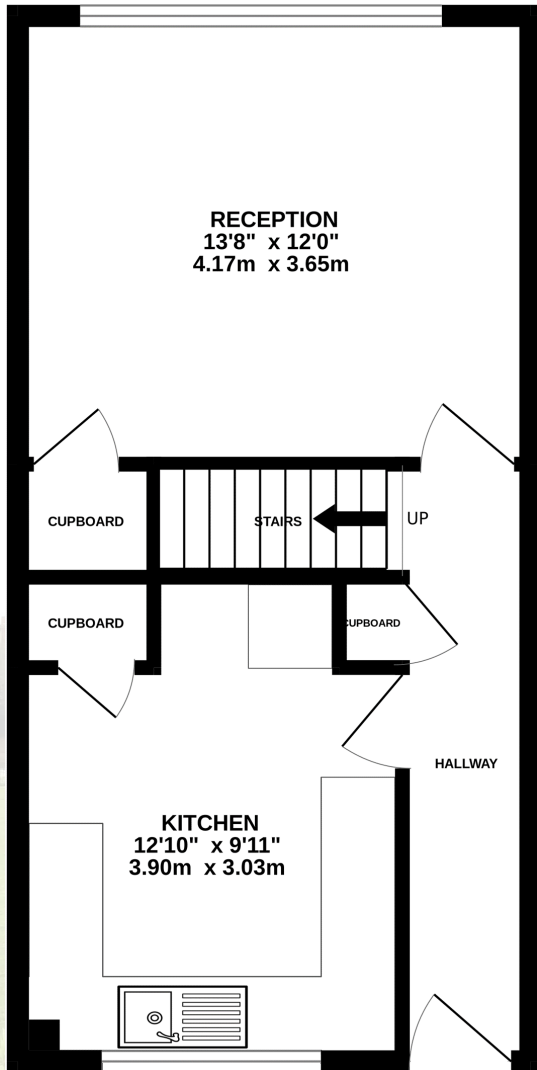 RECEPTION
13'8" x 12'0"
4.17m x 3.65m
CUPBOARD
STAIRS
UP
CUPBOARD
CUPBOARD
HALLWAY
KITCHEN
12'10" x 9'11"
3.90m x 3.03m